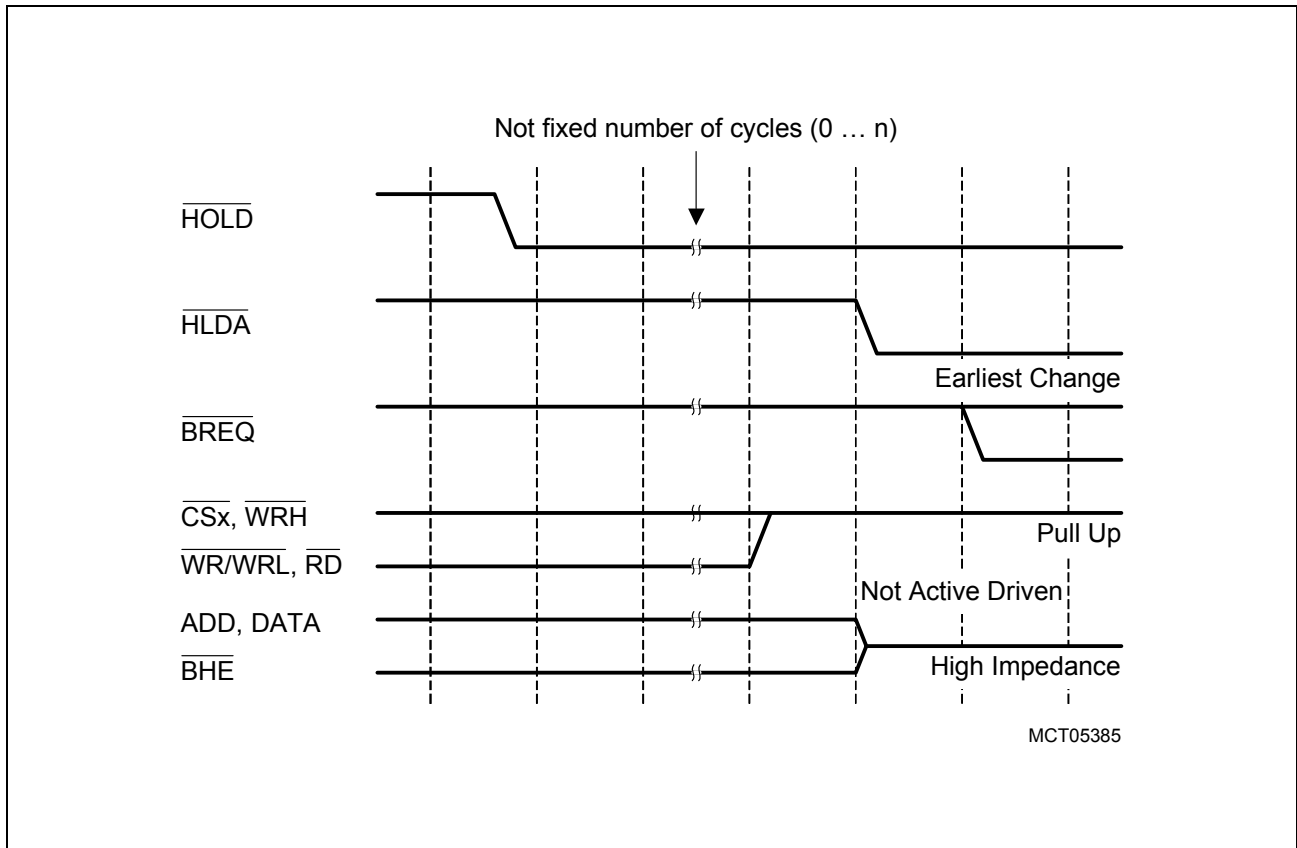 Not fixed number of cycles (0 … n)
HOLD
HLDA
Earliest Change
BREQ
CSx, WRH
Pull Up
WR/WRL, RD
Not Active Driven
ADD, DATA
BHE
High Impedance
MCT05385